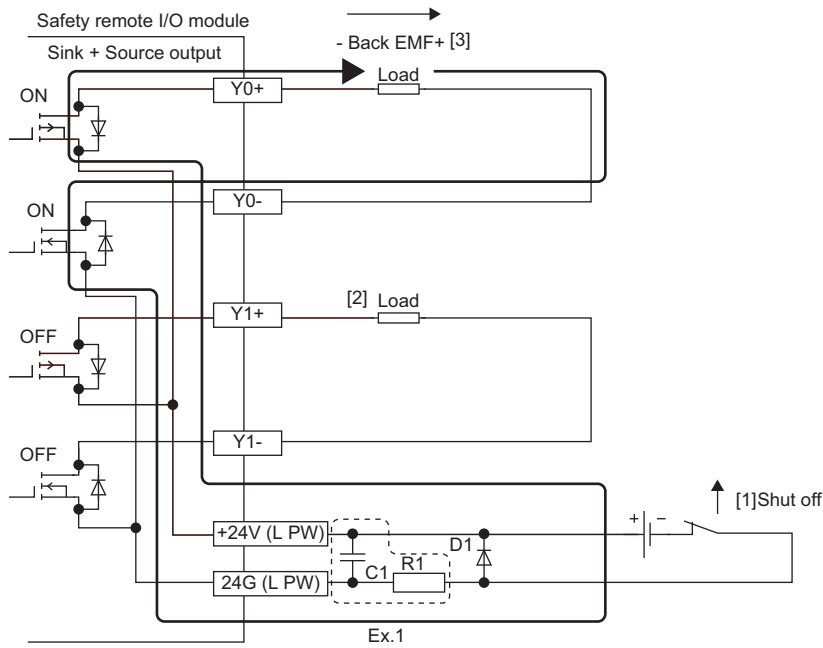 Safety remote I/O module
Sink + Source output
- Back EMF+ [3]
ON
Y0+
Load
ON
Y0-
OFF
Y1+
[2] Load
OFF
Y1-
[1]Shut off
+24V (L PW)
D1
+ −
C1
R1
24G (L PW)
Ex.1